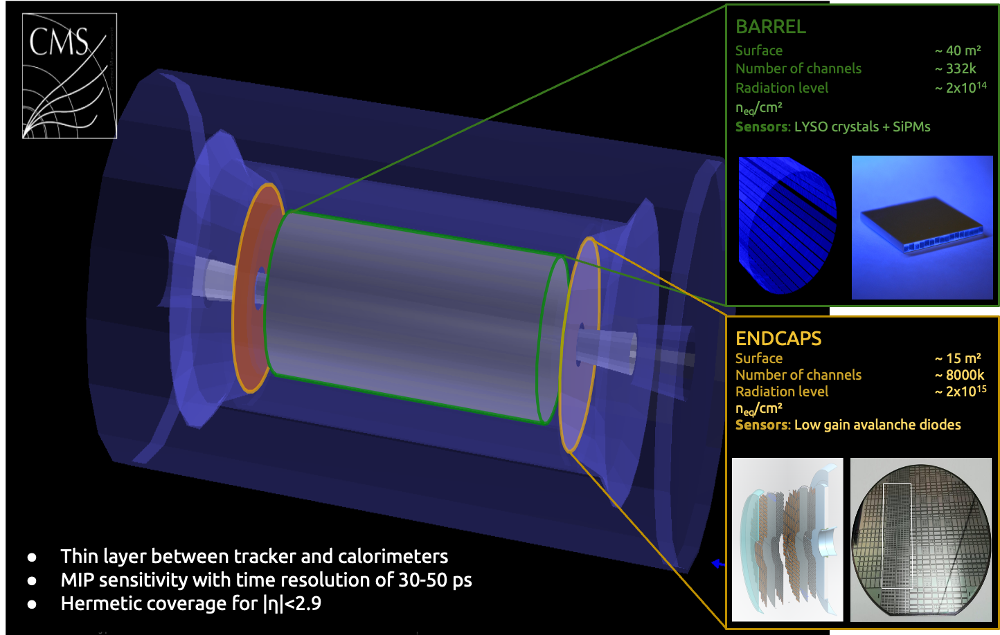 CMS
BARREL
Surface ~ 40 m²
Number of channels ~ 332k
Radiation level ~ 2x10¹⁴
n_eq/cm²
Sensors: LYSO crystals + SiPMs
ENDCAPS
Surface ~ 15 m²
Number of channels ~ 8000k
Radiation level ~ 2x10¹⁵
n_eq/cm²
Sensors: Low gain avalanche diodes
● Thin layer between tracker and calorimeters
● MIP sensitivity with time resolution of 30-50 ps
● Hermetic coverage for |η|<2.9